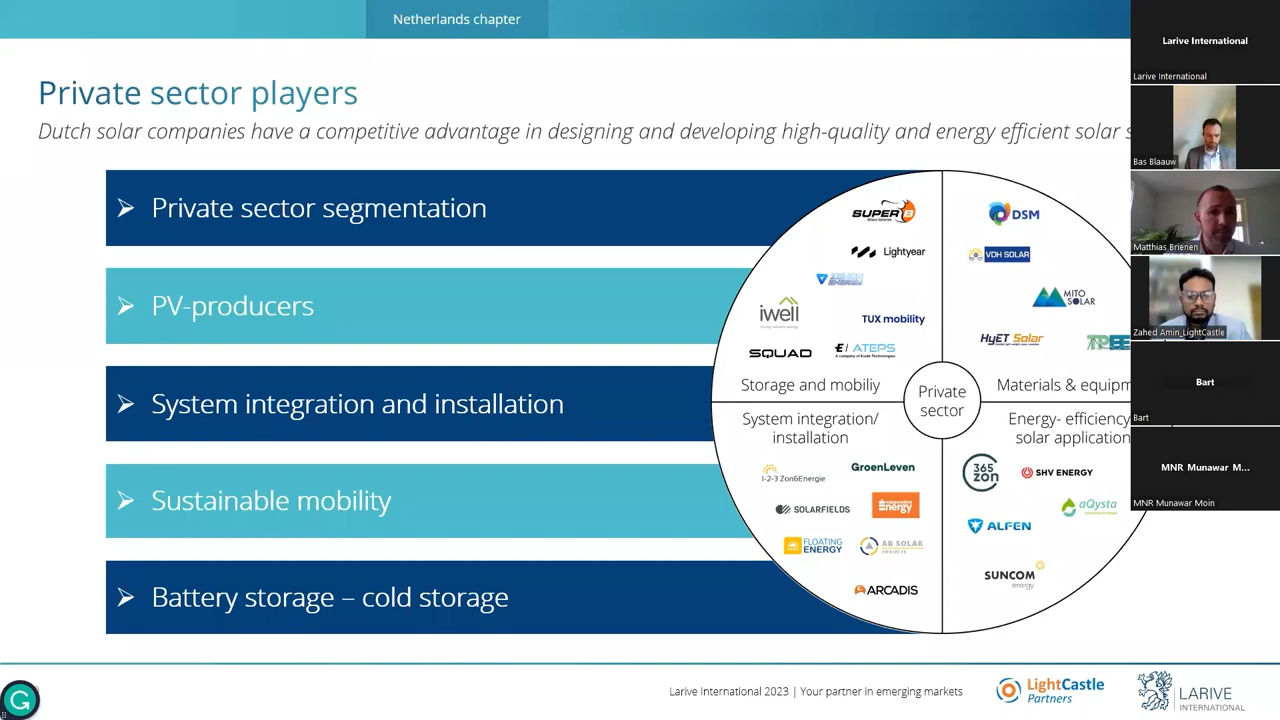 Netherlands chapter
Private sector players
Dutch solar companies have a competitive advantage in designing and developing high-quality and energy efficient solar s
➢ Private sector segmentation
➢ PV-producers
➢ System integration and installation
➢ Sustainable mobility
➢ Battery storage – cold storage
SUPER B
Lightyear
iwell
TUX mobility
SQUAD
ATEPS
Storage and mobiliy
DSM
VDH SOLAR
MITO SOLAR
HyET Solar
Materials & equipm
Private sector
System integration/
installation
1-2-3 Zon&Energie
GroenLeven
SOLARFIELDS
Independent Energy
FLOATING ENERGY
AB SOLAR PROJECTS
ARCADIS
Energy- efficiency
solar application
365 zon
SHV ENERGY
aQysta
ALFEN
SUNCOM energy
Larive International 2023 | Your partner in emerging markets
LightCastle Partners
LARIVE INTERNATIONAL
Larive International
Larive International
Bas Blaauw
Matthias Brienen
Zahed Amin_LightCastle
Bart
Bart
MNR Munawar M...
MNR Munawar Moin